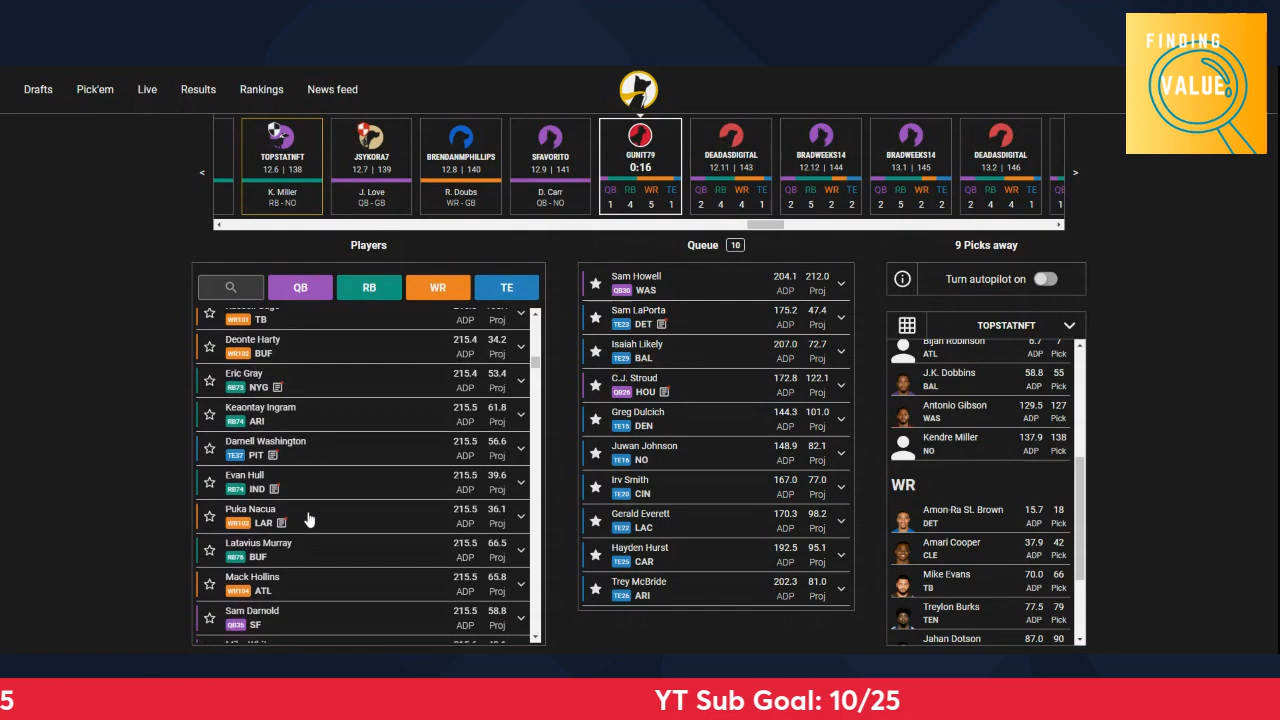 FINDING
VALUE
Drafts Pick'em Live Results Rankings News feed
<
TOPSTATNFT
12.6 | 138
K. Miller
RB - NO
JSYKORA7
12.7 | 139
J. Love
QB - GB
BRENDANMPHILLIPS
12.8 | 140
R. Doubs
WR - GB
SFAVORITO
12.9 | 141
D. Carr
QB - NO
GUNIT79
0:16
QB RB WR TE
1 4 5 1
DEADASDIGITAL
12.11 | 143
QB RB WR TE
2 4 4 1
BRADWEEKS14
12.12 | 144
QB RB WR TE
2 5 2 2
BRADWEEKS14
13.1 | 145
QB RB WR TE
2 5 2 2
DEADASDIGITAL
13.2 | 146
QB RB WR TE
2 4 4 1
>
Players
QB RB WR TE
WR101 TB
ADP Proj
Deonte Harty 215.4 34.2
WR102 BUF ADP Proj
Eric Gray 215.4 53.4
RB73 NYG ADP Proj
Keaontay Ingram 215.5 61.8
RB74 ARI ADP Proj
Darnell Washington 215.5 56.6
TE37 PIT ADP Proj
Evan Hull 215.5 39.6
RB74 IND ADP Proj
Puka Nacua 215.5 36.1
WR103 LAR ADP Proj
Latavius Murray 215.5 66.5
RB76 BUF ADP Proj
Mack Hollins 215.5 65.8
WR104 ATL ADP Proj
Sam Darnold 215.5 58.8
QB35 SF ADP Proj
Queue 10
Sam Howell 204.1 212.0
QB30 WAS ADP Proj
Sam LaPorta 175.2 47.4
TE23 DET ADP Proj
Isaiah Likely 207.0 72.7
TE29 BAL ADP Proj
C.J. Stroud 172.8 122.1
QB26 HOU ADP Proj
Greg Dulcich 144.3 101.0
TE15 DEN ADP Proj
Juwan Johnson 148.9 82.1
TE16 NO ADP Proj
Irv Smith 167.0 77.0
TE20 CIN ADP Proj
Gerald Everett 170.3 98.2
TE22 LAC ADP Proj
Hayden Hurst 192.5 95.1
TE25 CAR ADP Proj
Trey McBride 202.3 81.0
TE26 ARI ADP Proj
9 Picks away
Turn autopilot on
TOPSTATNFT
Bijan Robinson 6.7 7
ATL ADP Pick
J.K. Dobbins 58.8 55
BAL ADP Pick
Antonio Gibson 129.5 127
WAS ADP Pick
Kendre Miller 137.9 138
NO ADP Pick
WR
Amon-Ra St. Brown 15.7 18
DET ADP Pick
Amari Cooper 37.9 42
CLE ADP Pick
Mike Evans 70.0 66
TB ADP Pick
Treylon Burks 77.5 79
TEN ADP Pick
Jahan Dotson 87.0 90
5
YT Sub Goal: 10/25